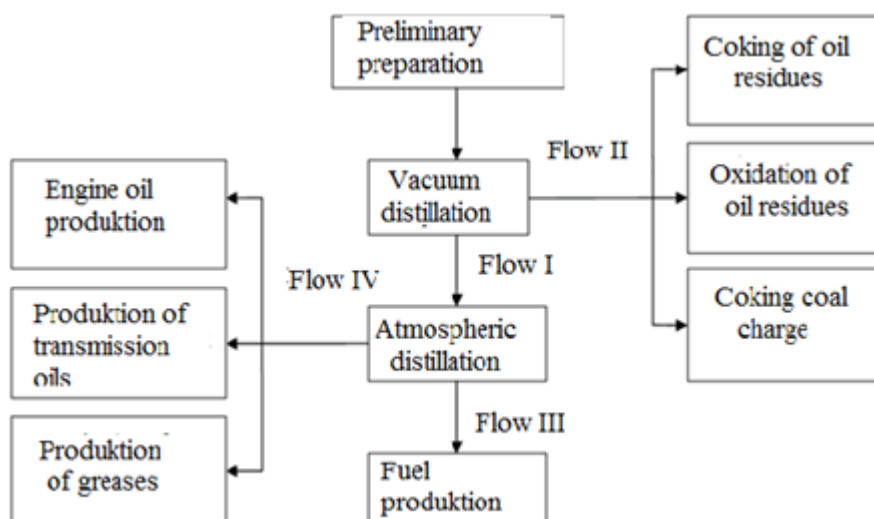 Preliminary
preparation
Coking of oil
residues
Flow II
Vacuum
distillation
Oxidation of
oil residues
Engine oil
produktion
Flow I
Flow IV
Coking coal
charge
Produktion of
transmission
oils
Atmospheric
distillation
Flow III
Produktion
of greases
Fuel
produktion